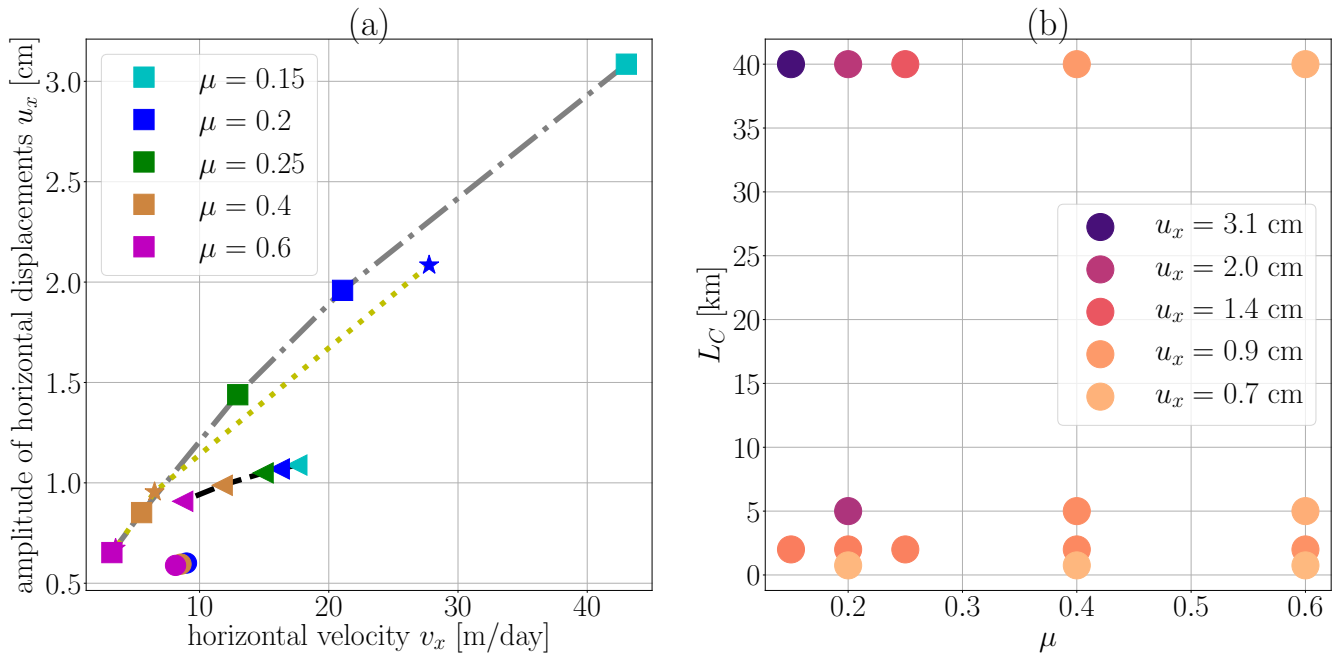 (a)
amplitude of horizontal displacements u_x [cm]
3.0
2.5
2.0
1.5
1.0
0.5
μ = 0.15
μ = 0.2
μ = 0.25
μ = 0.4
μ = 0.6
10
20
30
40
horizontal velocity v_x [m/day]
(b)
L_C [km]
40
35
30
25
20
15
10
5
0
u_x = 3.1 cm
u_x = 2.0 cm
u_x = 1.4 cm
u_x = 0.9 cm
u_x = 0.7 cm
0.2
0.3
0.4
0.5
0.6
μ